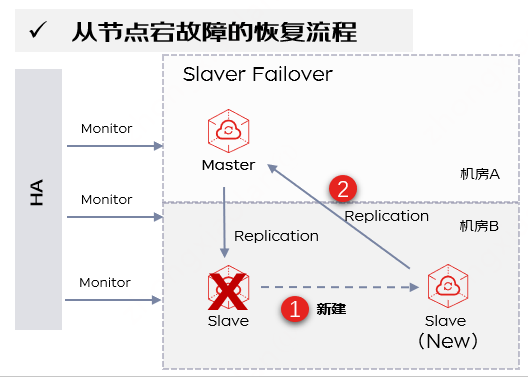 ✓ 从节点宕故障的恢复流程
Slaver Failover
HA
Monitor
Master
机房A
Monitor
2
Replication
机房B
Replication
Monitor
Slave
1 新建
Slave
（New）